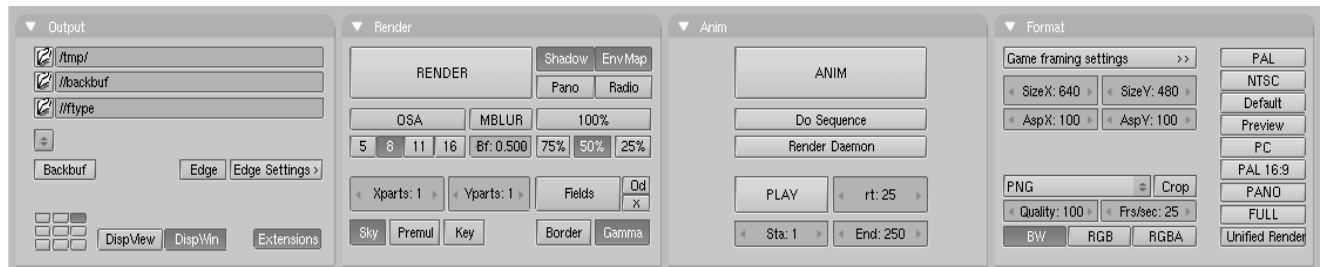 Output
/tmp/
//backbuf
//ftype
Backbuf Edge Edge Settings >
DispView DispWin Extensions
Render
RENDER Shadow EnvMap
Pano Radio
OSA MBLUR 100%
5 8 11 16 Bf: 0.500 75% 50% 25%
Xparts: 1 Yparts: 1 Fields Od
X
Sky Premul Key Border Gamma
Anim
ANIM
Do Sequence
Render Daemon
PLAY rt: 25
Sta: 1 End: 250
Format
Game framing settings >>
SizeX: 640 SizeY: 480
AspX: 100 AspY: 100
PNG Crop
Quality: 100 Frs/sec: 25
BW RGB RGBA
PAL
NTSC
Default
Preview
PC
PAL 16:9
PANO
FULL
Unified Render